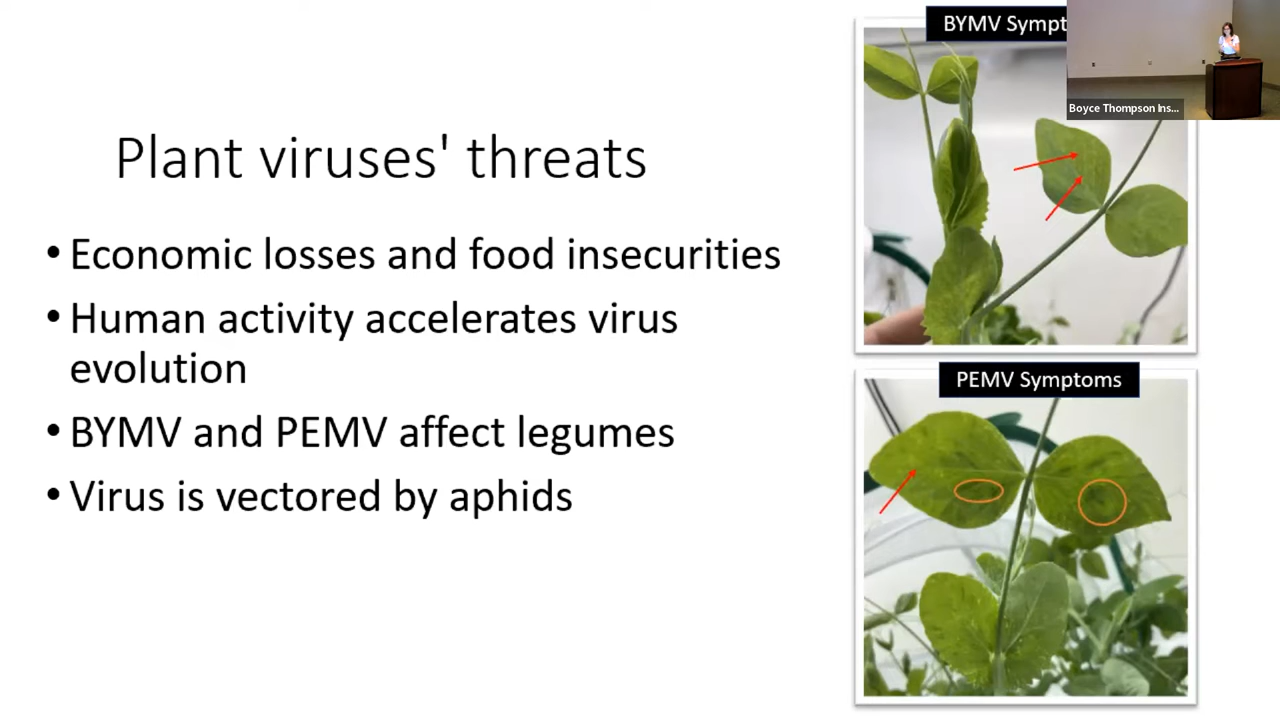 Plant viruses' threats
• Economic losses and food insecurities
• Human activity accelerates virus
evolution
• BYMV and PEMV affect legumes
• Virus is vectored by aphids
BYMV Sympt
Boyce Thompson Ins...
PEMV Symptoms